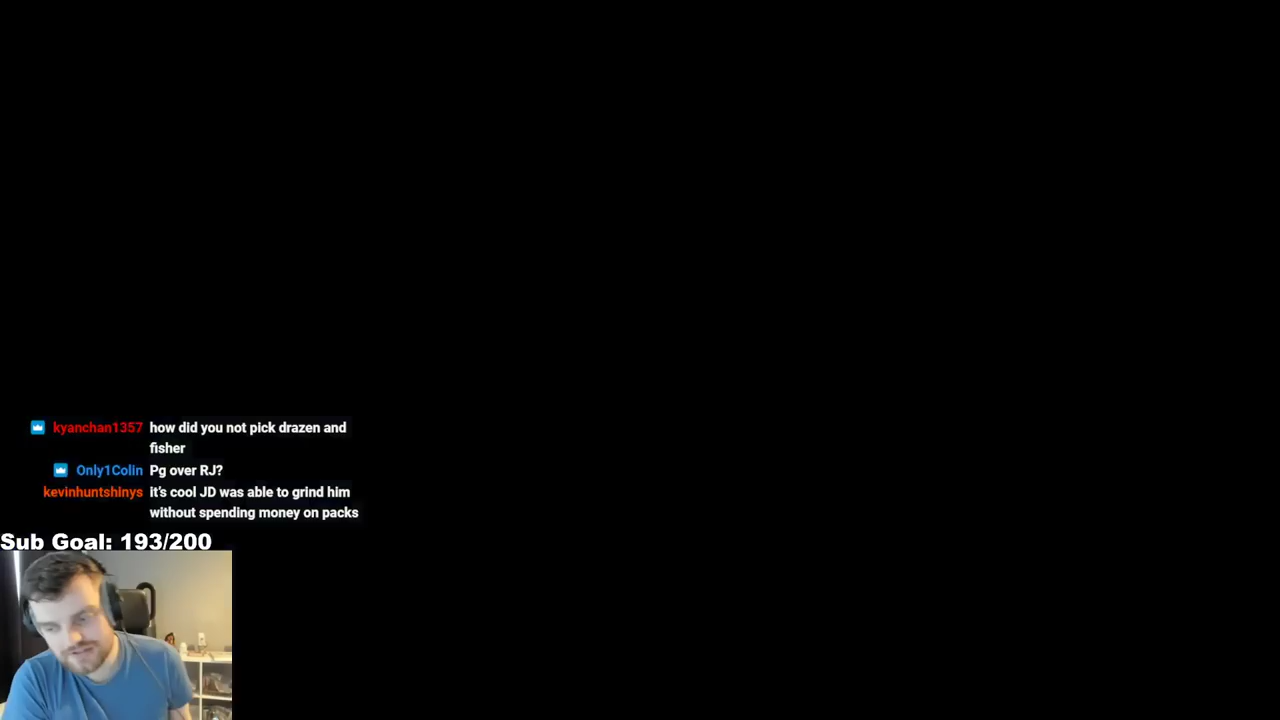 kyanchan1357 how did you not pick drazen and
fisher
Only1Colin Pg over RJ?
kevinhuntshinys it's cool JD was able to grind him
without spending money on packs
Sub Goal: 193/200